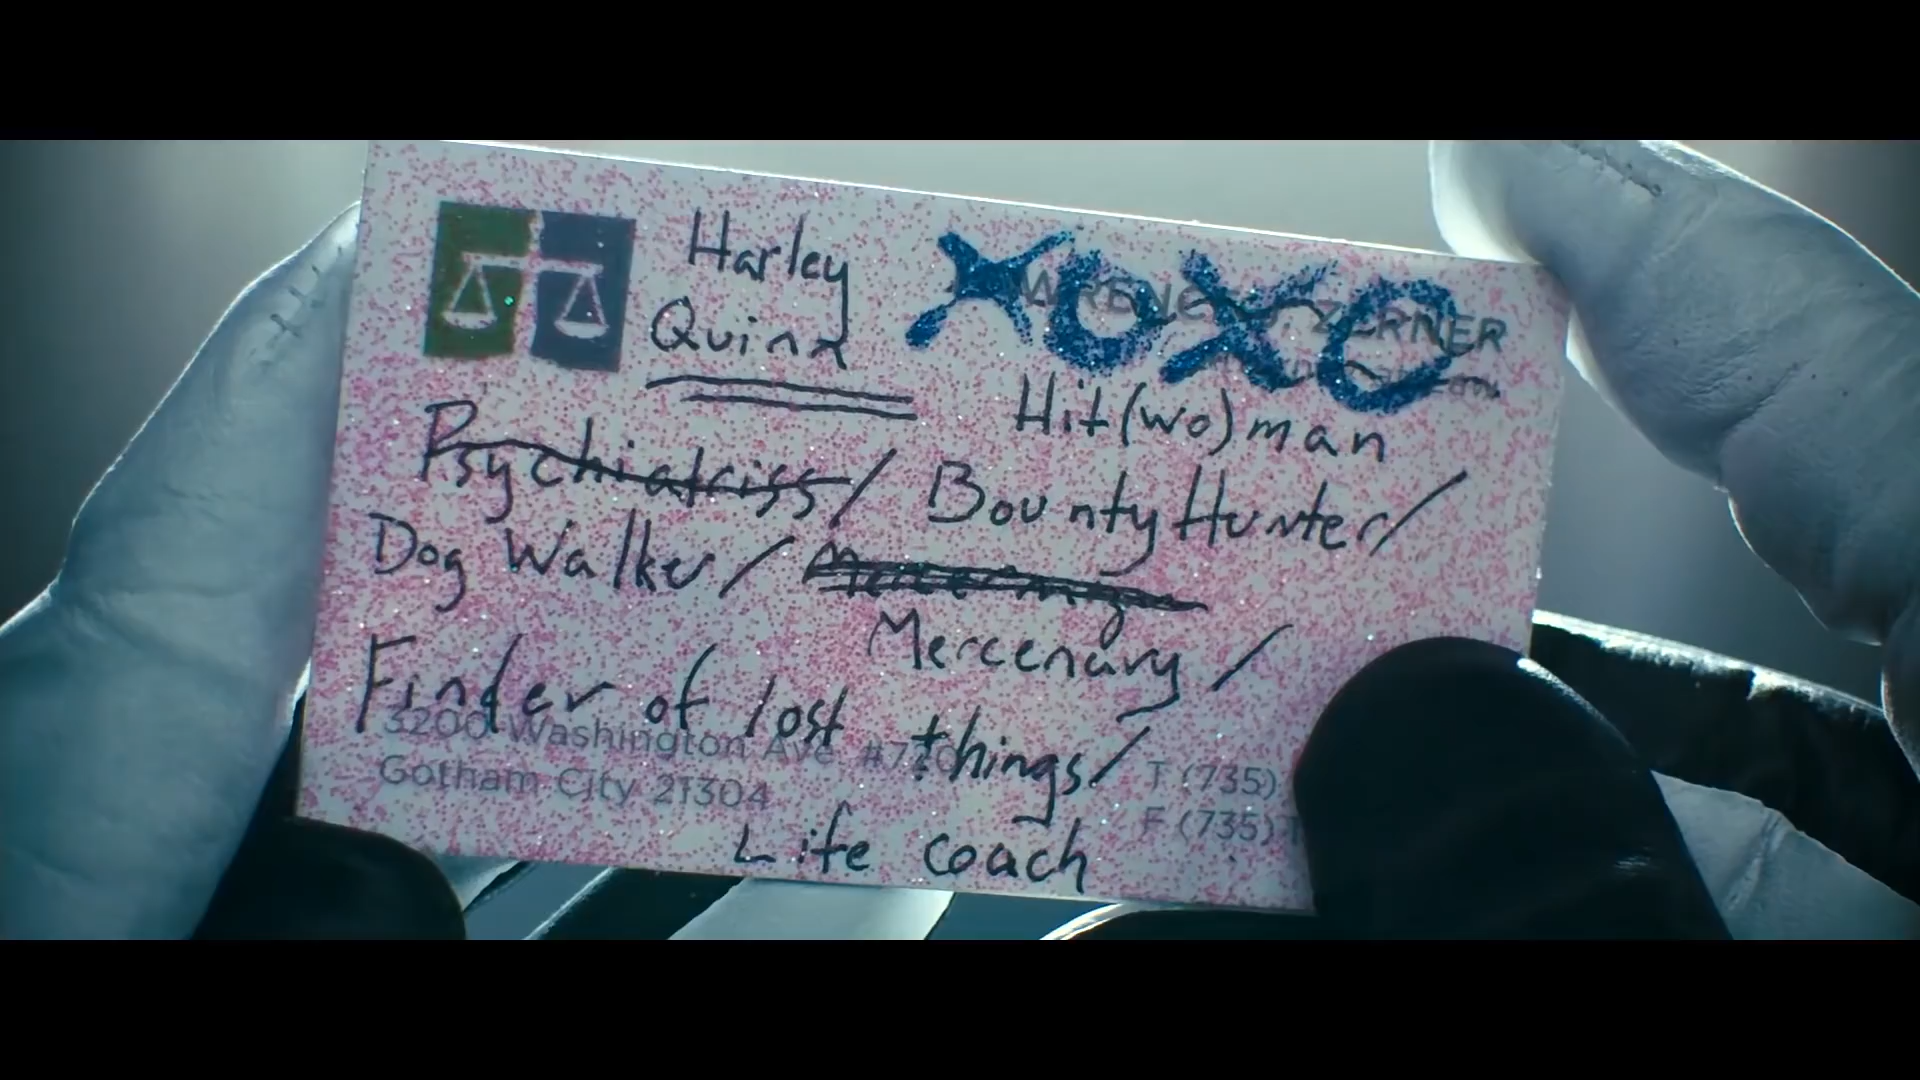 Harley
Quinn
XOXO
ZERNER
Hit(wo)man
Psychiatriss/ Bounty Hunter/
Dog Walker/
Mercenary/
Finder of lost things/
3200 Washington Ave
Gotham City 21304
T (735)
F (735)
Life coach